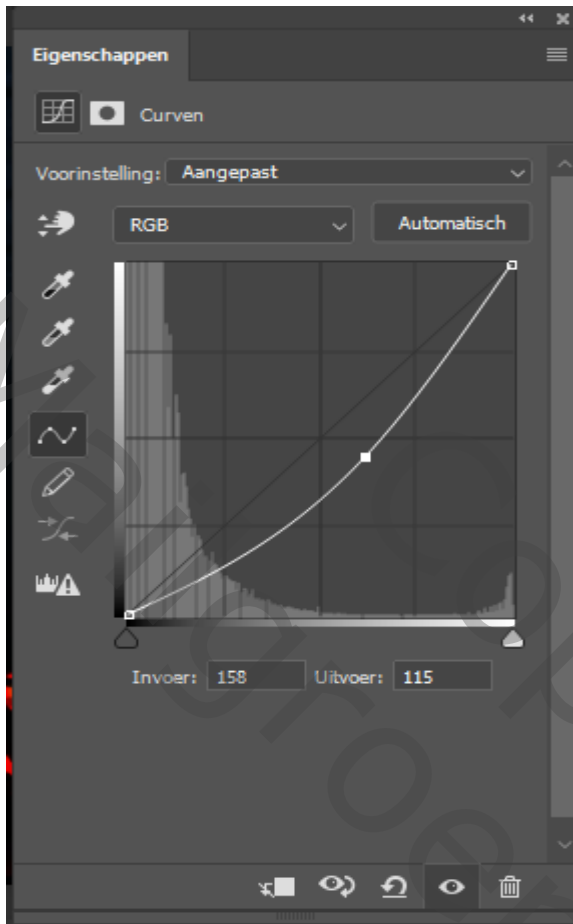 Eigenschappen
Curven
Voorinstelling: Aangepast
RGB Automatisch
Invoer: 158 Uitvoer: 115